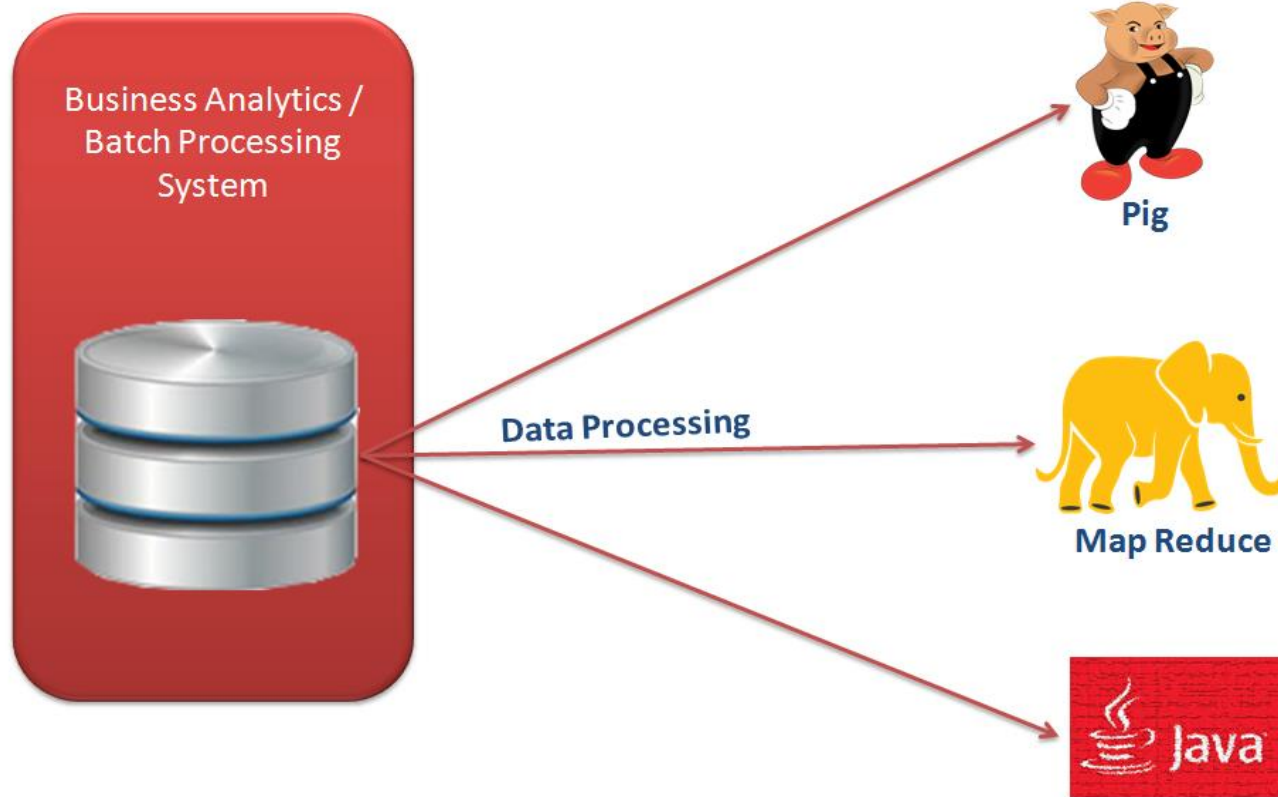 Business Analytics /
Batch Processing
System
Pig
Data Processing
Map Reduce
Java